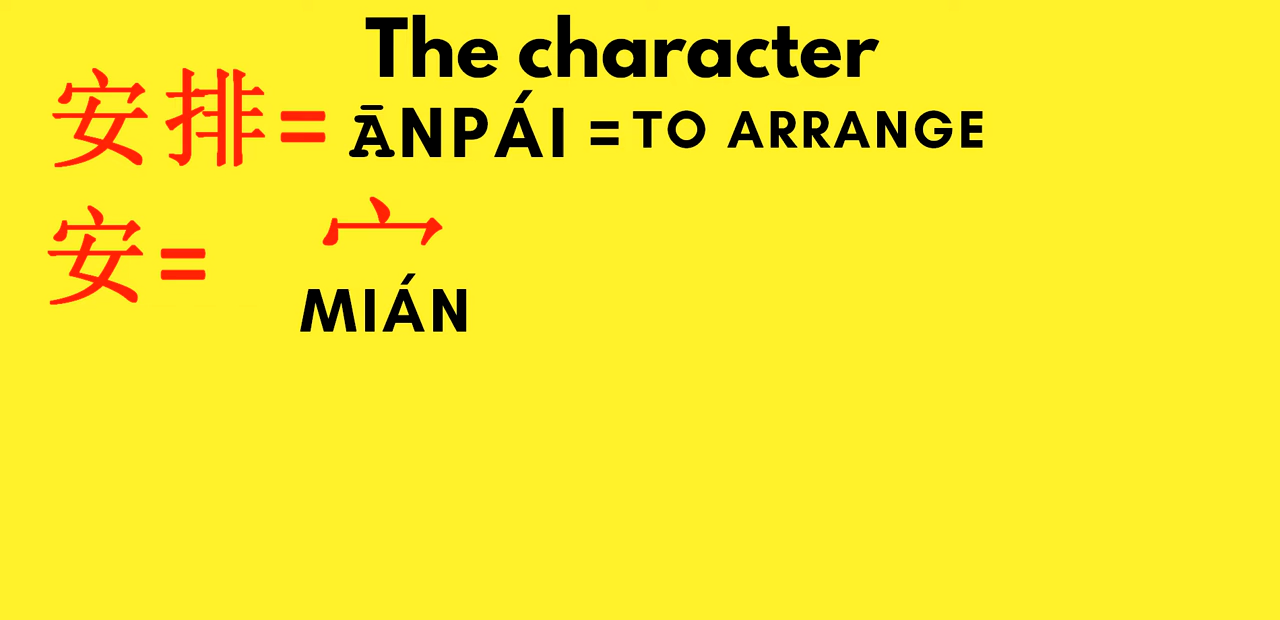 The character
安排= ĀNPÁI = TO ARRANGE
安= 宀
MIÁN